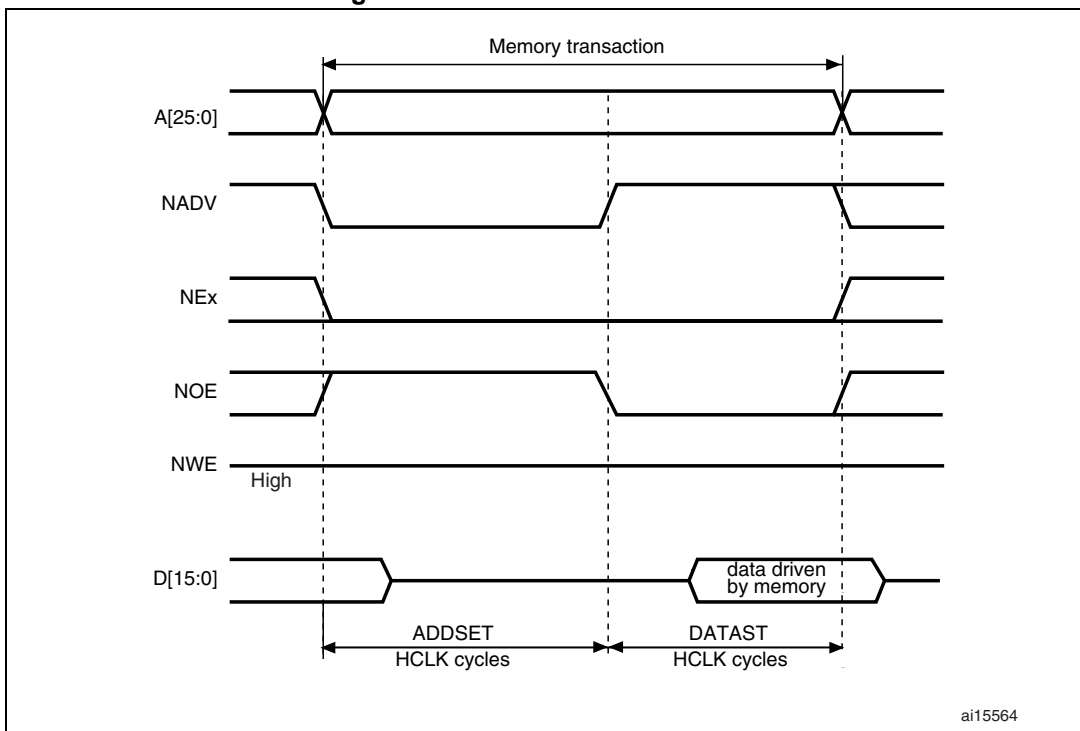 Memory transaction
A[25:0]
NADV
NEx
NOE
NWE
High
D[15:0]
data driven
by memory
ADDSET
DATAST
HCLK cycles
HCLK cycles
ai15564